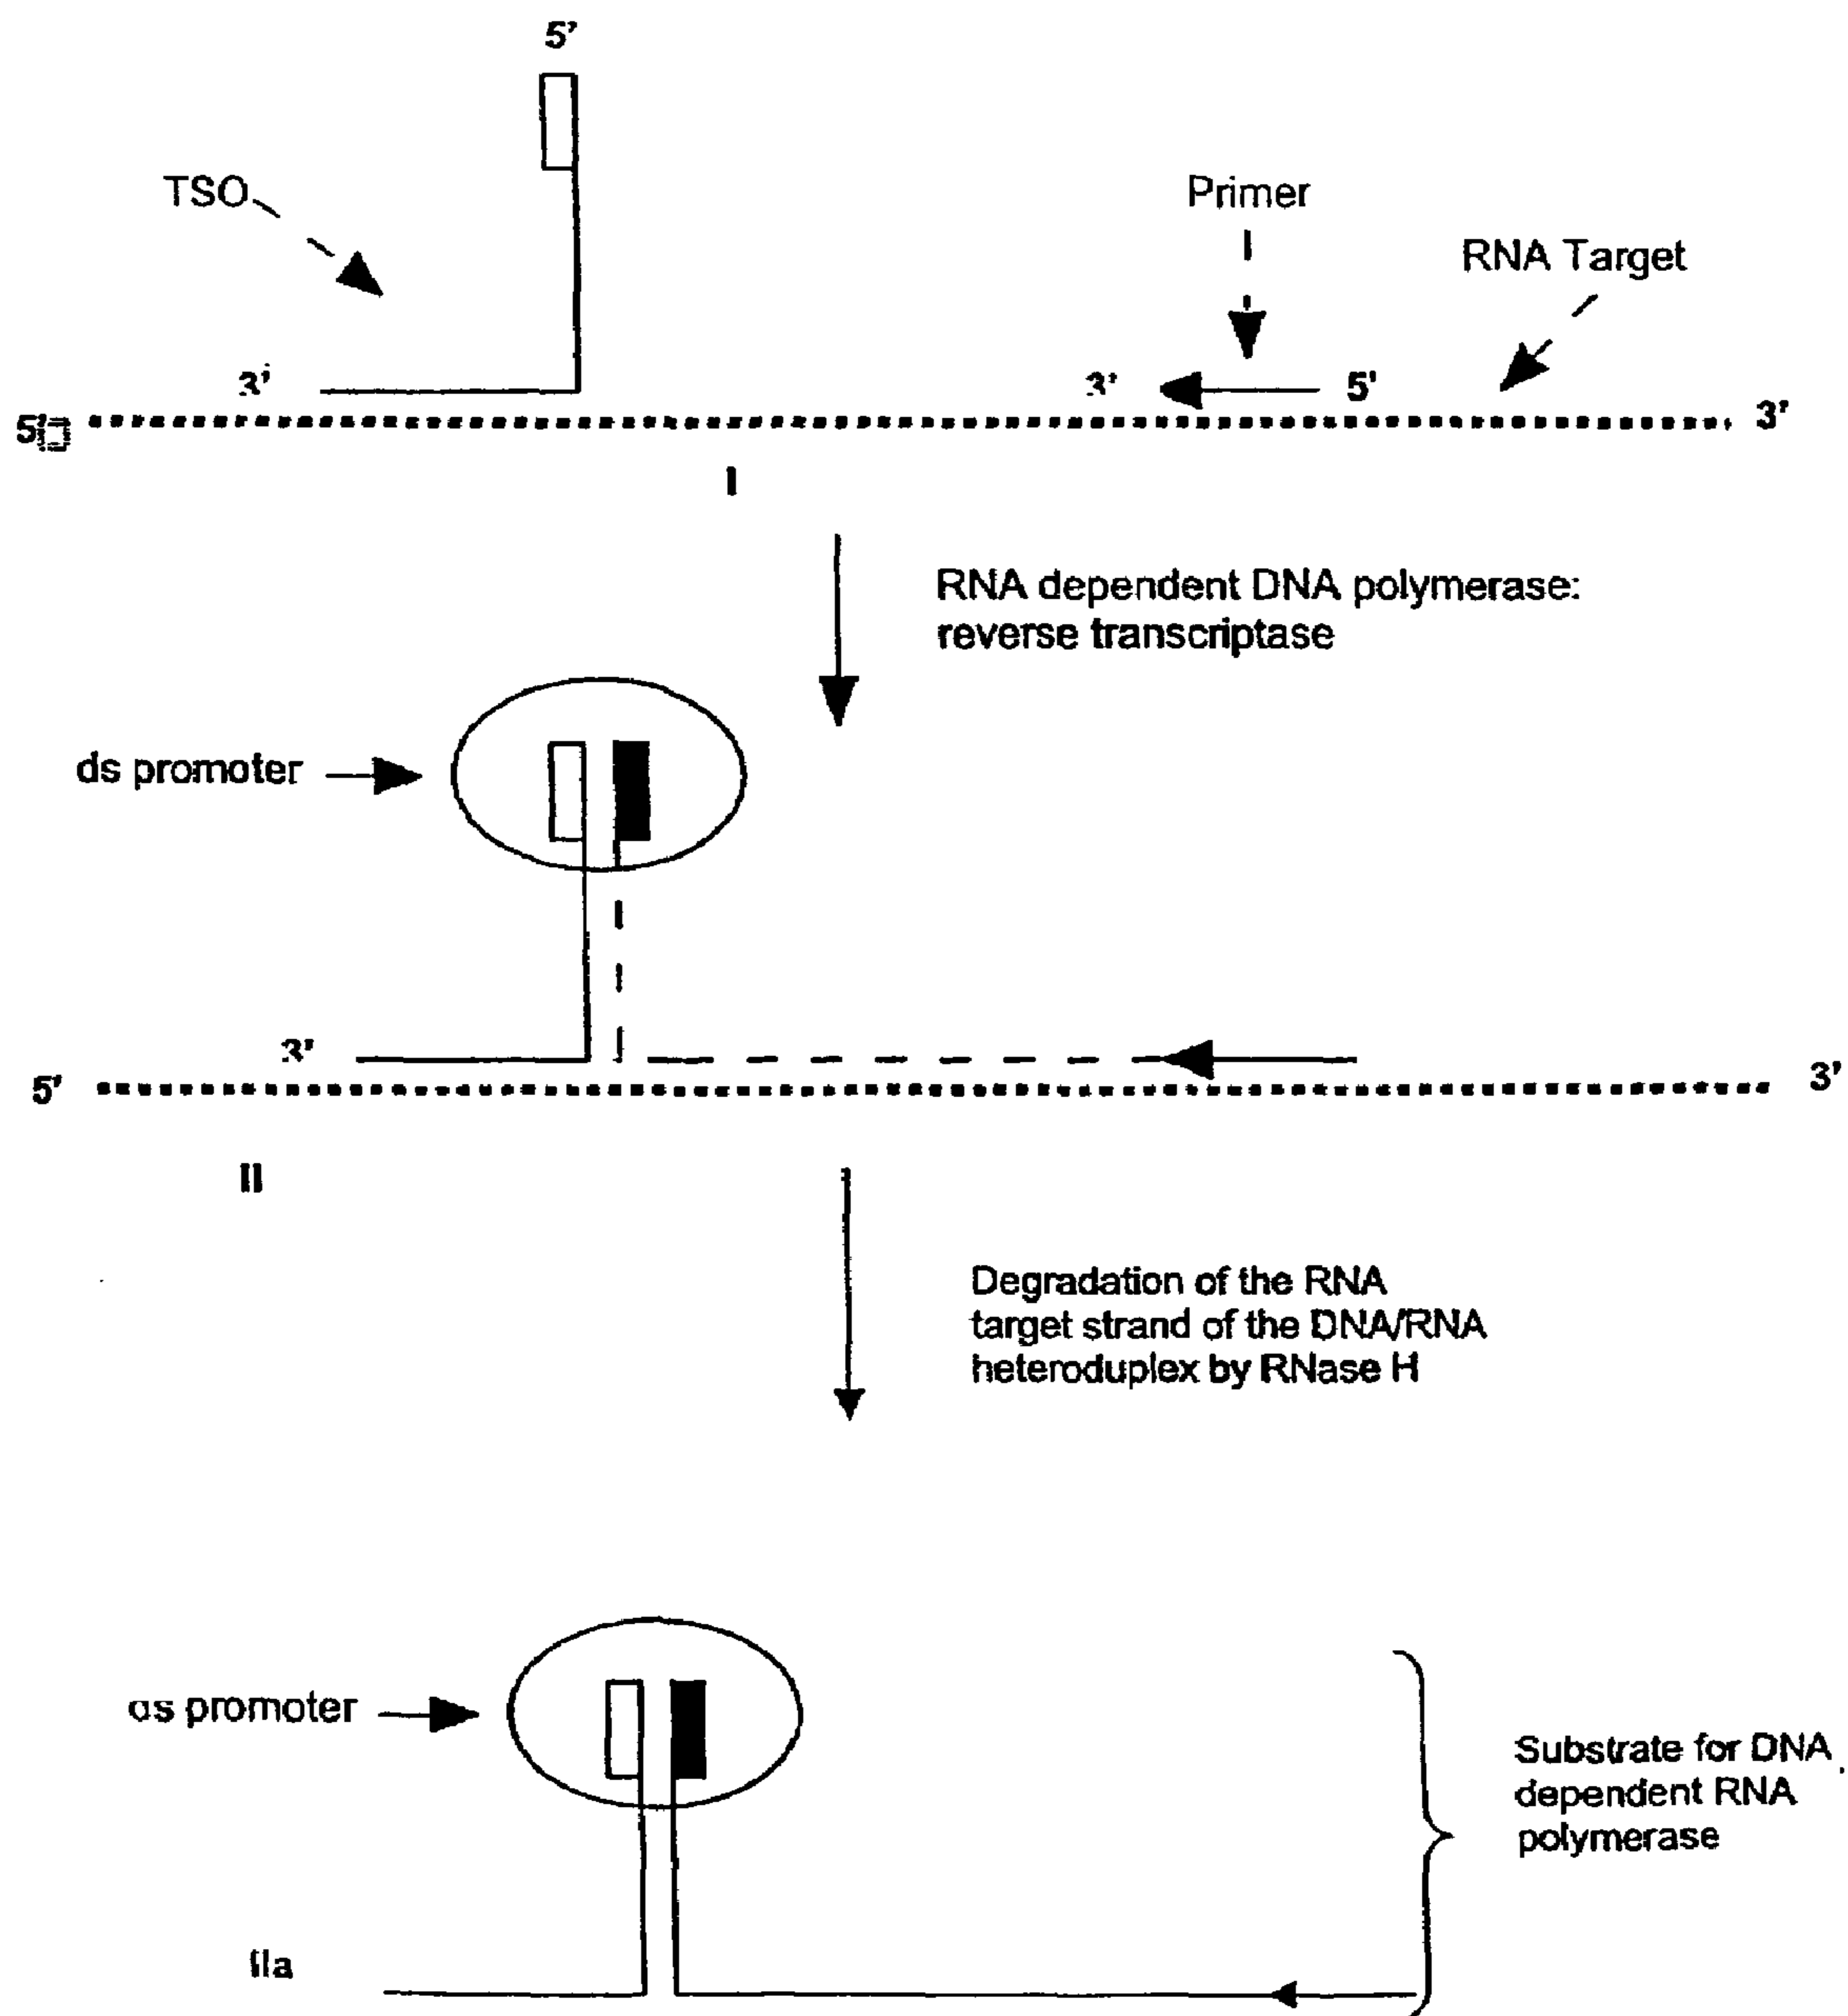 5'
TSO
Primer
RNA Target
3'
3'
5'
5'
3'
I
RNA dependent DNA polymerase:
reverse transcriptase
ds promoter
3'
5'
3'
II
Degradation of the RNA
target strand of the DNA/RNA
heteroduplex by RNase H
ds promoter
Substrate for DNA
dependent RNA
polymerase
IIa